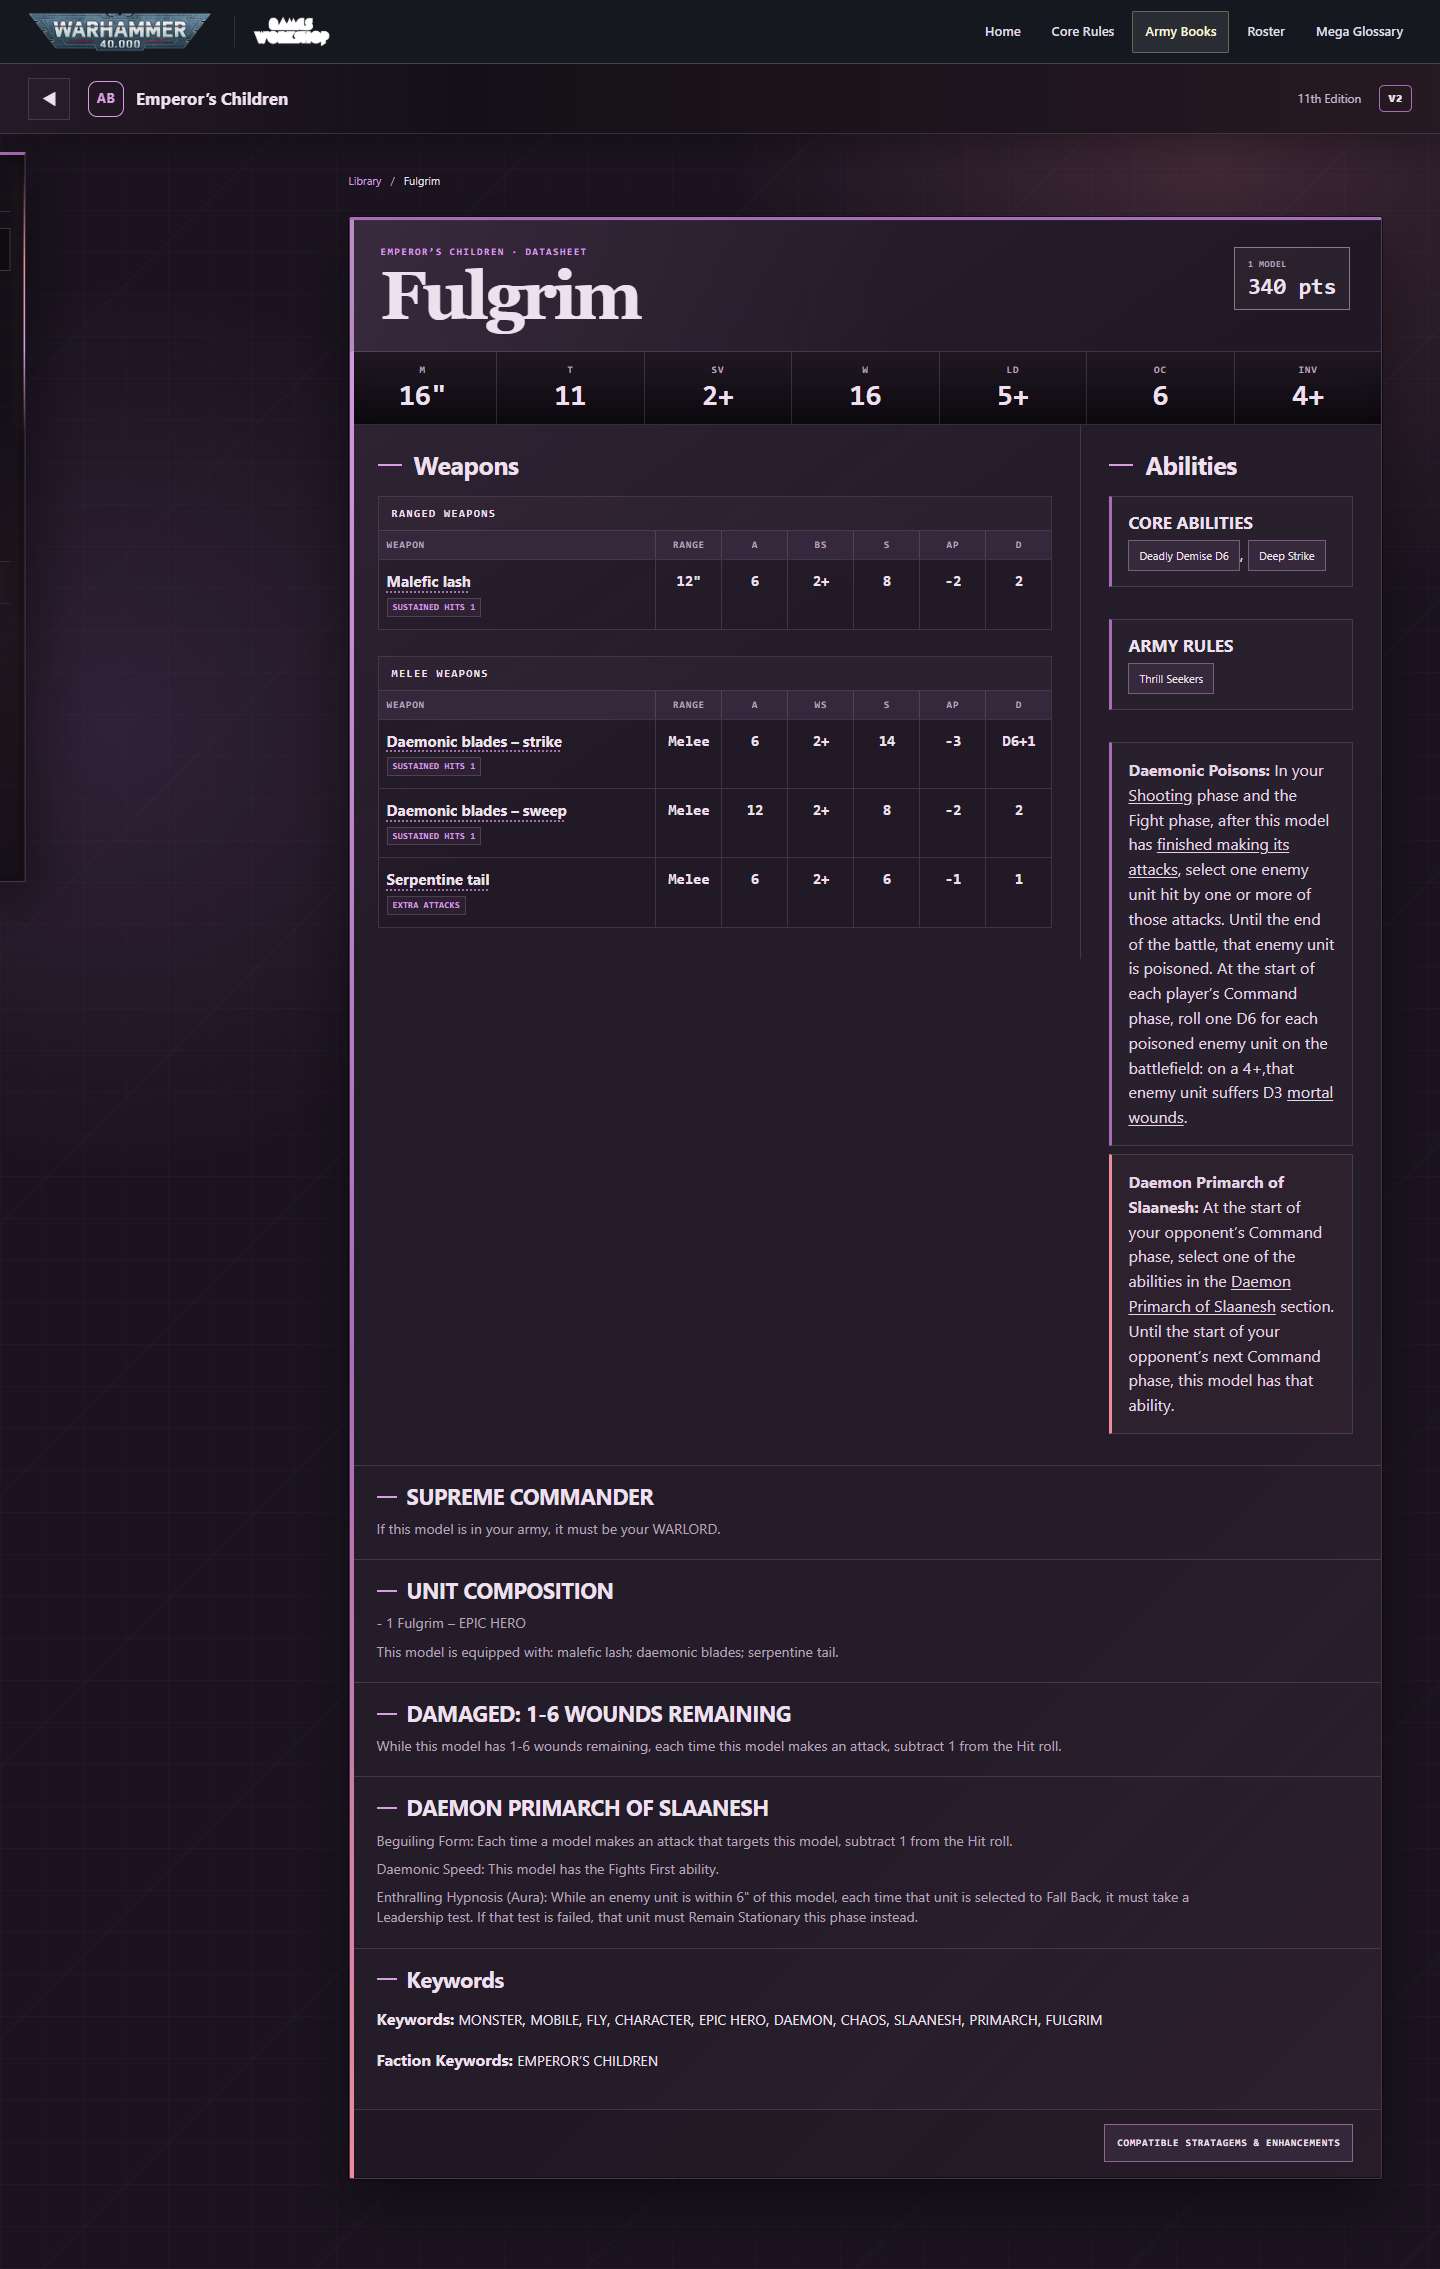 WARHAMMER
40,000
GAMES
WORKSHOP
Home
Core Rules
Army Books
Roster
Mega Glossary
◀
AB
Emperor's Children
11th Edition
V2
Library / Fulgrim
EMPEROR'S CHILDREN · DATASHEET
Fulgrim
1 MODEL
340 pts
M
16"
T
11
SV
2+
W
16
LD
5+
OC
6
INV
4+
Weapons
RANGED WEAPONS
WEAPON RANGE A BS S AP D
Malefic lash 12" 6 2+ 8 -2 2
SUSTAINED HITS 1
MELEE WEAPONS
WEAPON RANGE A WS S AP D
Daemonic blades – strike Melee 6 2+ 14 -3 D6+1
SUSTAINED HITS 1
Daemonic blades – sweep Melee 12 2+ 8 -2 2
SUSTAINED HITS 1
Serpentine tail Melee 6 2+ 6 -1 1
EXTRA ATTACKS
Abilities
CORE ABILITIES
Deadly Demise D6, Deep Strike
ARMY RULES
Thrill Seekers
Daemonic Poisons: In your
Shooting phase and the
Fight phase, after this model
has finished making its
attacks, select one enemy
unit hit by one or more of
those attacks. Until the end
of the battle, that enemy unit
is poisoned. At the start of
each player's Command
phase, roll one D6 for each
poisoned enemy unit on the
battlefield: on a 4+,that
enemy unit suffers D3 mortal
wounds.
Daemon Primarch of
Slaanesh: At the start of
your opponent's Command
phase, select one of the
abilities in the Daemon
Primarch of Slaanesh section.
Until the start of your
opponent's next Command
phase, this model has that
ability.
SUPREME COMMANDER
If this model is in your army, it must be your WARLORD.
UNIT COMPOSITION
- 1 Fulgrim – EPIC HERO
This model is equipped with: malefic lash; daemonic blades; serpentine tail.
DAMAGED: 1-6 WOUNDS REMAINING
While this model has 1-6 wounds remaining, each time this model makes an attack, subtract 1 from the Hit roll.
DAEMON PRIMARCH OF SLAANESH
Beguiling Form: Each time a model makes an attack that targets this model, subtract 1 from the Hit roll.
Daemonic Speed: This model has the Fights First ability.
Enthralling Hypnosis (Aura): While an enemy unit is within 6" of this model, each time that unit is selected to Fall Back, it must take a
Leadership test. If that test is failed, that unit must Remain Stationary this phase instead.
Keywords
Keywords: MONSTER, MOBILE, FLY, CHARACTER, EPIC HERO, DAEMON, CHAOS, SLAANESH, PRIMARCH, FULGRIM
Faction Keywords: EMPEROR'S CHILDREN
COMPATIBLE STRATAGEMS & ENHANCEMENTS